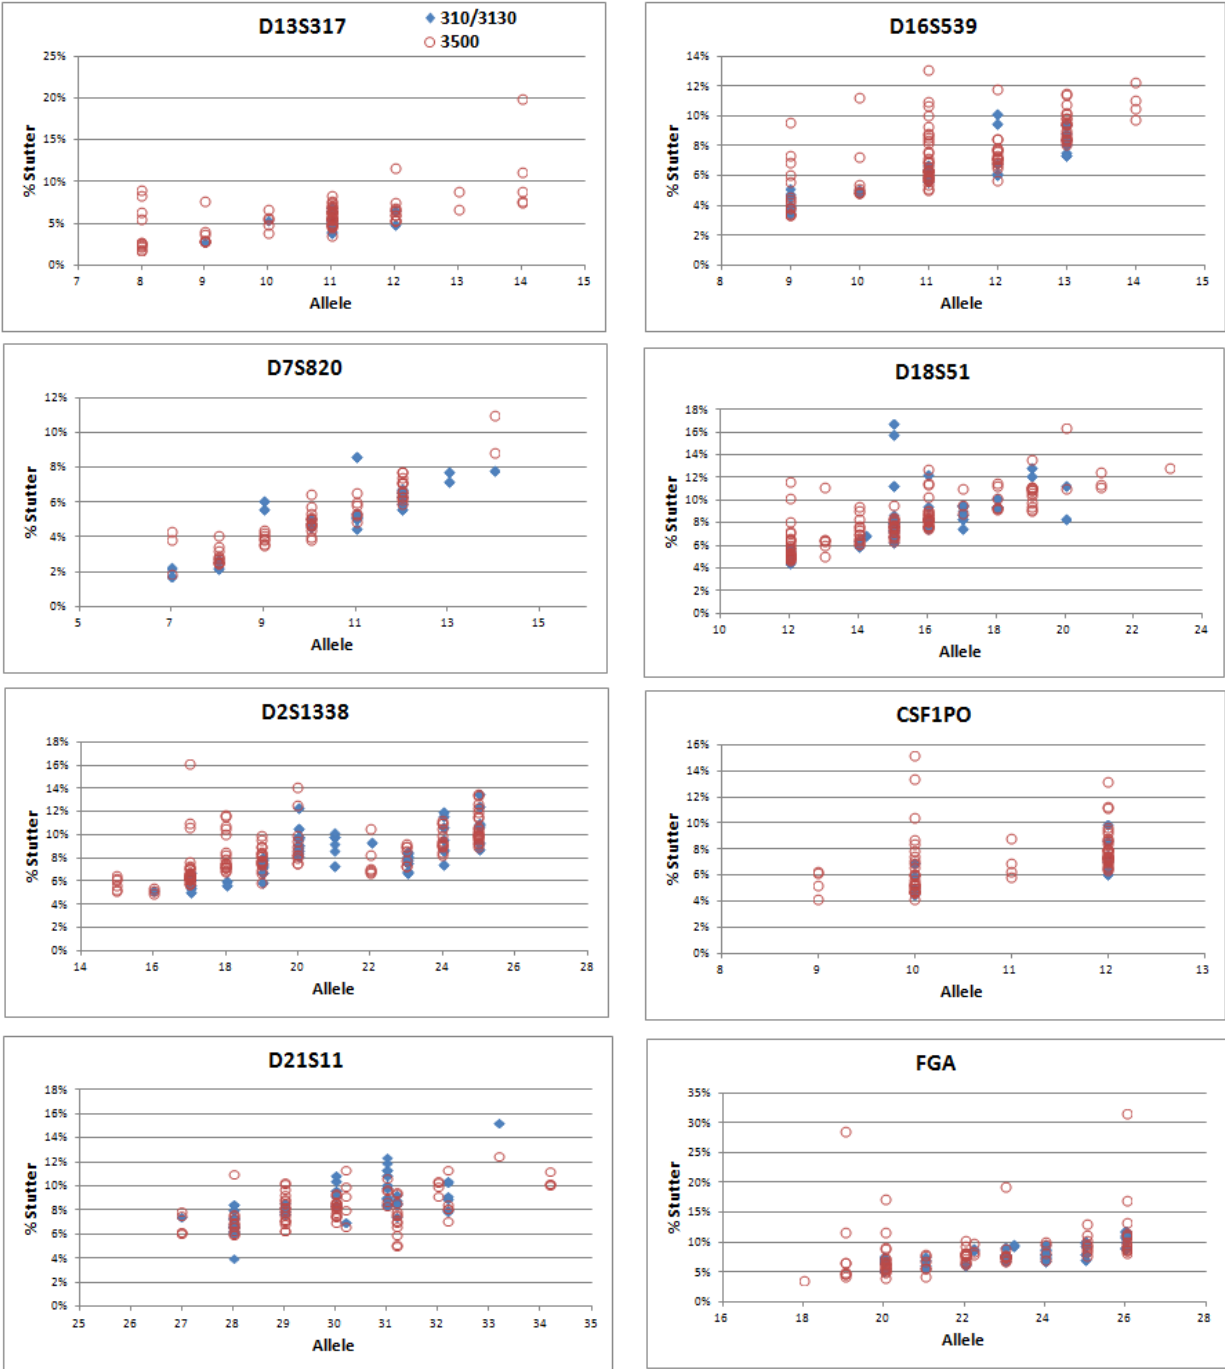 D13S317
310/3130
3500
25%
20%
15%
10%
5%
0%
% Stutter
7 8 9 10 11 12 13 14 15
Allele
D16S539
14%
12%
10%
8%
6%
4%
2%
0%
% Stutter
8 9 10 11 12 13 14 15
Allele
D7S820
12%
10%
8%
6%
4%
2%
0%
% Stutter
5 7 9 11 13 15
Allele
D18S51
18%
16%
14%
12%
10%
8%
6%
4%
2%
0%
% Stutter
10 12 14 16 18 20 22 24
Allele
D2S1338
18%
16%
14%
12%
10%
8%
6%
4%
2%
0%
% Stutter
14 16 18 20 22 24 26 28
Allele
CSF1PO
16%
14%
12%
10%
8%
6%
4%
2%
0%
% Stutter
8 9 10 11 12 13
Allele
D21S11
18%
16%
14%
12%
10%
8%
6%
4%
2%
0%
% Stutter
25 26 27 28 29 30 31 32 33 34 35
Allele
FGA
35%
30%
25%
20%
15%
10%
5%
0%
% Stutter
16 18 20 22 24 26 28
Allele